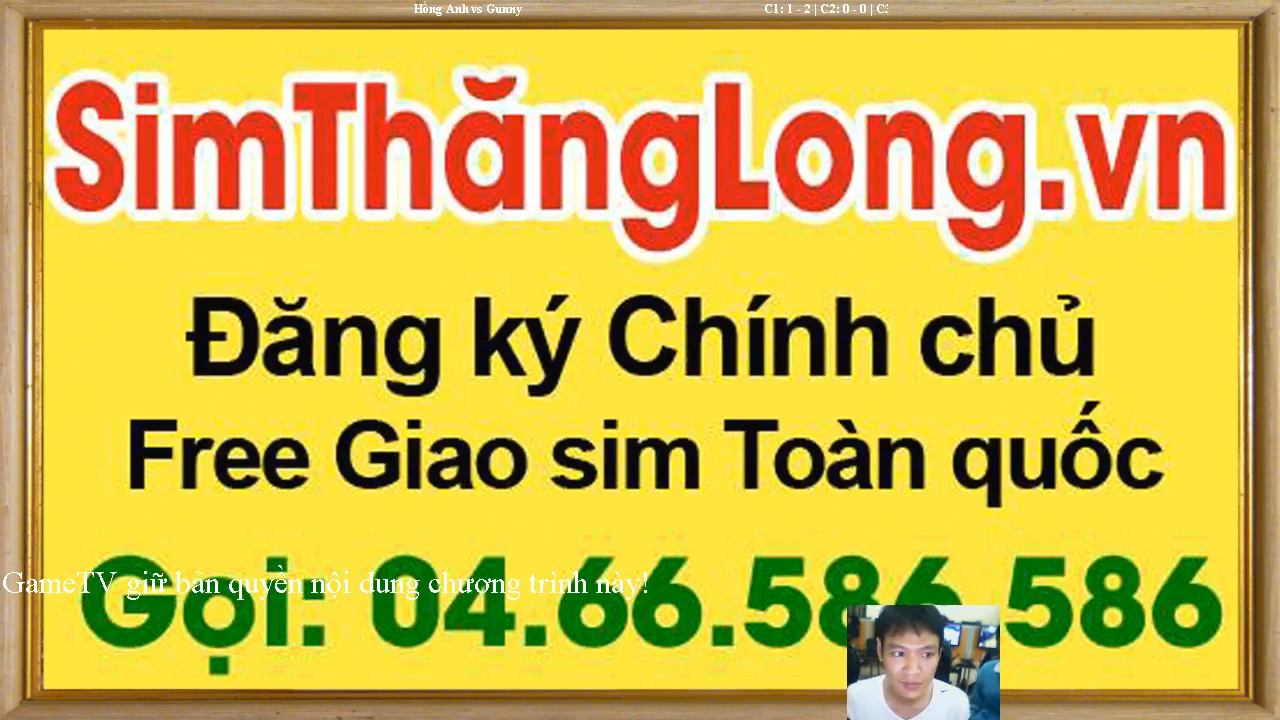 Hồng Anh vs Gunny
C1: 1 - 2 | C2: 0 - 0 | C
SimThăngLong.vn
Đăng ký Chính chủ
Free Giao sim Toàn quốc
GameTV giữ bản quyền nội dung chương trình này!
Gọi: 04.66.586.586